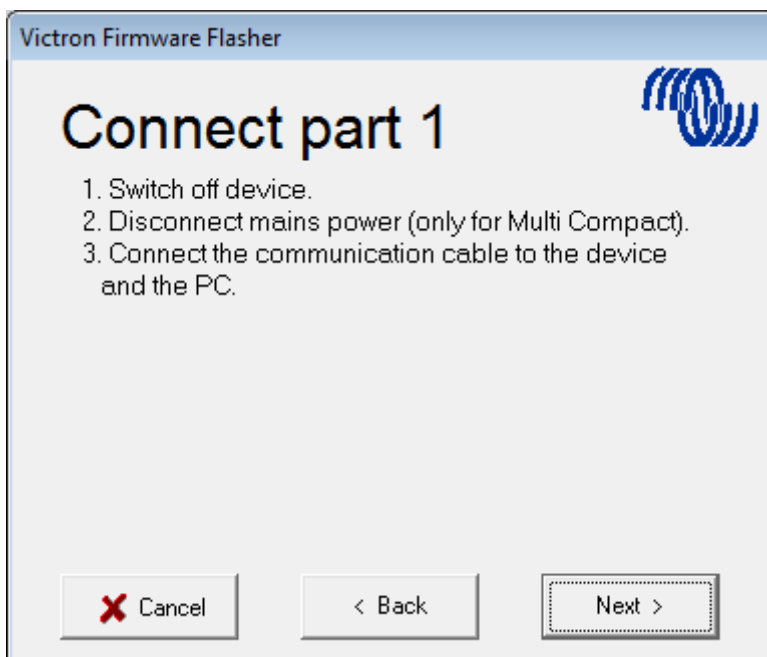 Victron Firmware Flasher
Connect part 1
1. Switch off device.
2. Disconnect mains power (only for Multi Compact).
3. Connect the communication cable to the device
and the PC.
Cancel
< Back
Next >